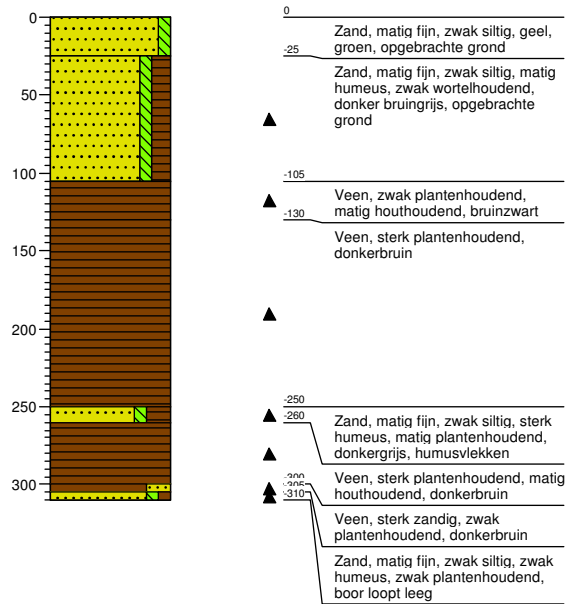 0
50
100
150
200
250
300
0
Zand, matig fijn, zwak siltig, geel,
groen, opgebrachte grond
-25
Zand, matig fijn, zwak siltig, matig
humeus, zwak wortelhoudend,
donker bruingrijs, opgebrachte
grond
-105
Veen, zwak plantenhoudend,
matig houthoudend, bruinzwart
-130
Veen, sterk plantenhoudend,
donkerbruin
-250
Zand, matig fijn, zwak siltig, sterk
humeus, matig plantenhoudend,
donkergrijs, humusvlekken
-260
Veen, sterk plantenhoudend, matig
houthoudend, donkerbruin
-300
Veen, sterk zandig, zwak
plantenhoudend, donkerbruin
-305
Zand, matig fijn, zwak siltig, zwak
humeus, zwak plantenhoudend,
boor loopt leeg
-310